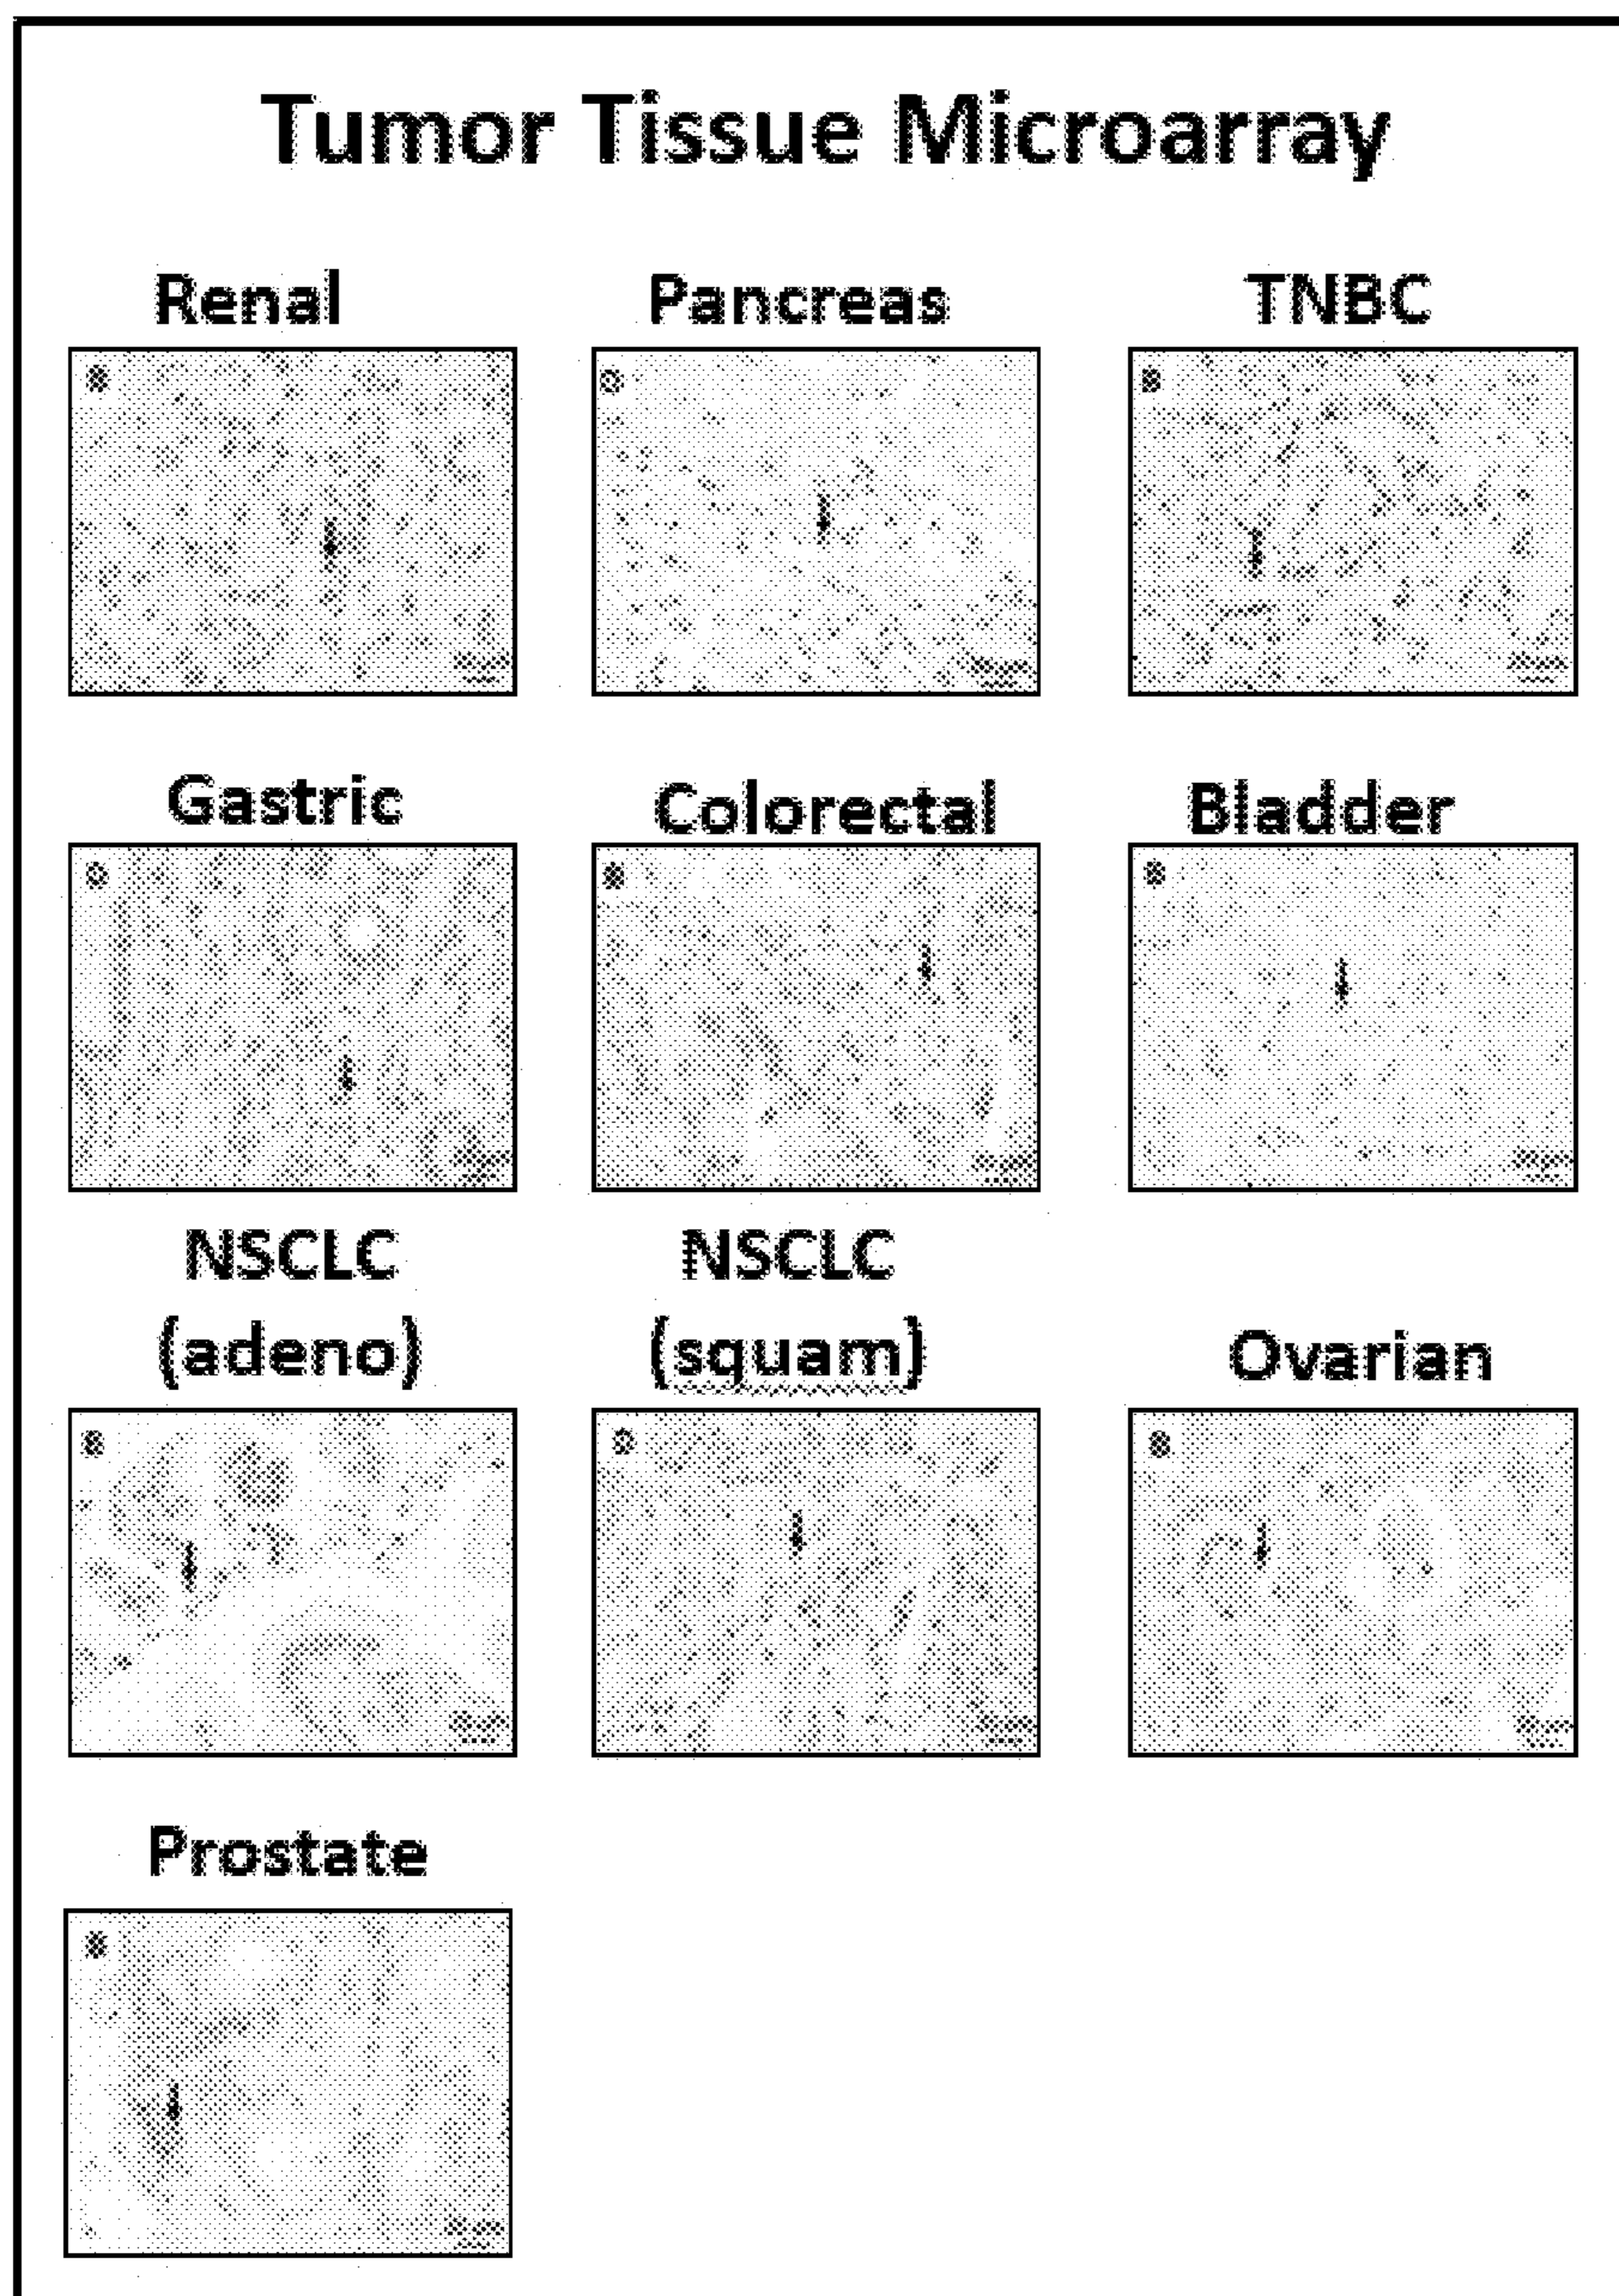 Tumor Tissue Microarray
Renal Pancreas TNBC
Gastric Colorectal Bladder
NSCLC NSCLC
(adeno) (squam) Ovarian
Prostate